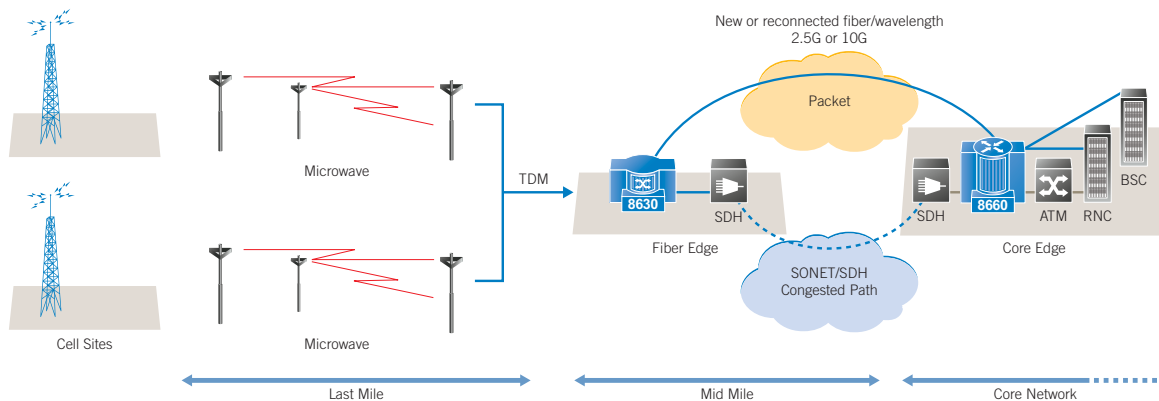 New or reconnected fiber/wavelength
2.5G or 10G
Packet
Microwave
TDM
8630
SDH
Fiber Edge
SDH
8660
ATM
RNC
BSC
Core Edge
SONET/SDH
Congested Path
Cell Sites
Microwave
Last Mile
Mid Mile
Core Network